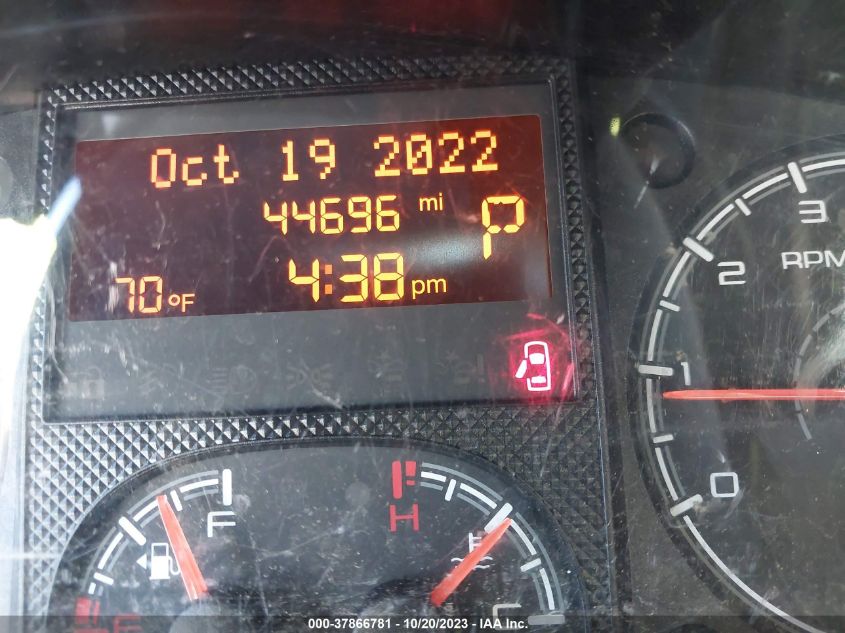 Oct 19 2022
44696 mi P
70°F 4:38 pm
3
2 RPM
1
0
F H
E C
000-37866781 - 10/20/2023 - IAA Inc.